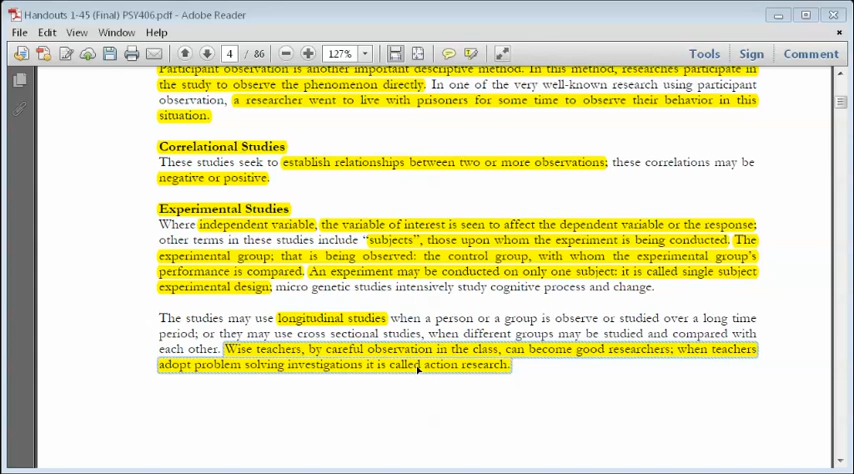 Handouts 1-45 (Final) PSY406.pdf - Adobe Reader
File Edit View Window Help
4 / 86 127% Tools Sign Comment
Participant observation is another important descriptive method. In this method, researches participate in
the study to observe the phenomenon directly. In one of the very well-known research using participant
observation, a researcher went to live with prisoners for some time to observe their behavior in this
situation.
Correlational Studies
These studies seek to establish relationships between two or more observations; these correlations may be
negative or positive.
Experimental Studies
Where independent variable, the variable of interest is seen to affect the dependent variable or the response;
other terms in these studies include “subjects”, those upon whom the experiment is being conducted. The
experimental group; that is being observed: the control group, with whom the experimental group’s
performance is compared. An experiment may be conducted on only one subject: it is called single subject
experimental design; micro genetic studies intensively study cognitive process and change.
The studies may use longitudinal studies when a person or a group is observe or studied over a long time
period; or they may use cross sectional studies, when different groups may be studied and compared with
each other. Wise teachers, by careful observation in the class, can become good researchers; when teachers
adopt problem solving investigations it is called action research.